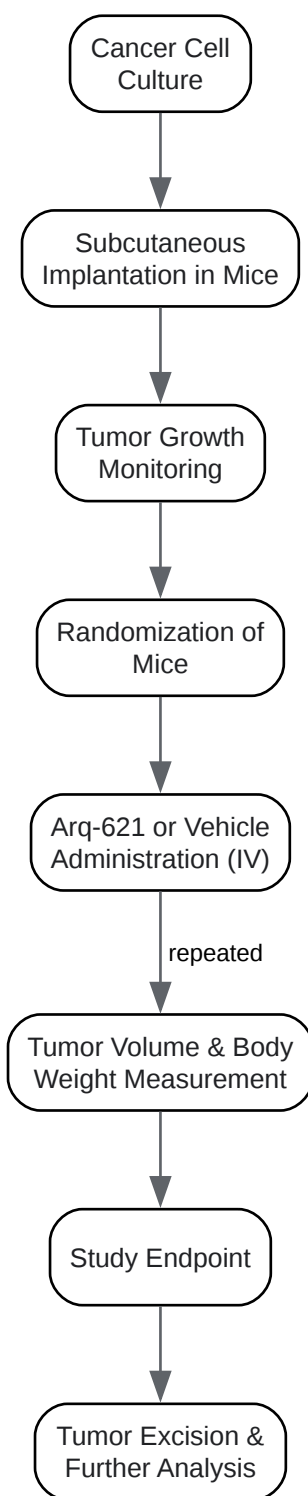 Cancer Cell
Culture
Subcutaneous
Implantation in Mice
Tumor Growth
Monitoring
Randomization of
Mice
Arq-621 or Vehicle
Administration (IV)
repeated
Tumor Volume & Body
Weight Measurement
Study Endpoint
Tumor Excision &
Further Analysis